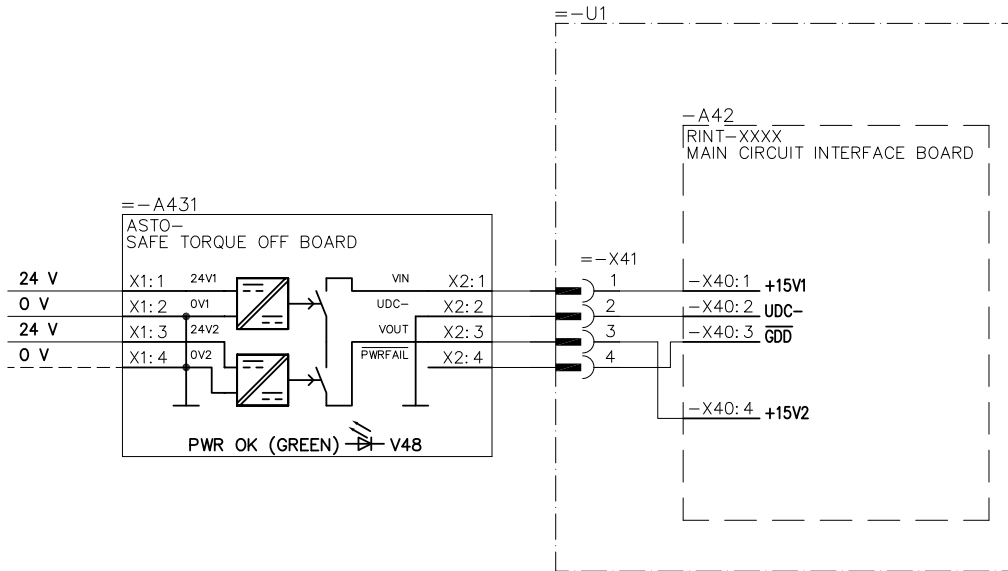 =-U1
-A42
RINT-XXXX
MAIN CIRCUIT INTERFACE BOARD
=-A431
ASTO-
SAFE TORQUE OFF BOARD
=-X41
24 V X1:1 24V1 VIN X2:1 1 -X40:1 +15V1
0 V X1:2 0V1 UDC- X2:2 2 -X40:2 UDC-
24 V X1:3 24V2 VOUT X2:3 3 -X40:3 GDD
0 V X1:4 0V2 PWRFAIL X2:4 4
-X40:4 +15V2
PWR OK (GREEN) V48